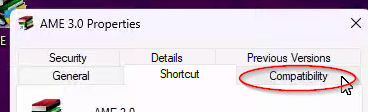 E
AME 3.0 Properties
Security Details Previous Versions
General Shortcut Compatibility
AME 3.0